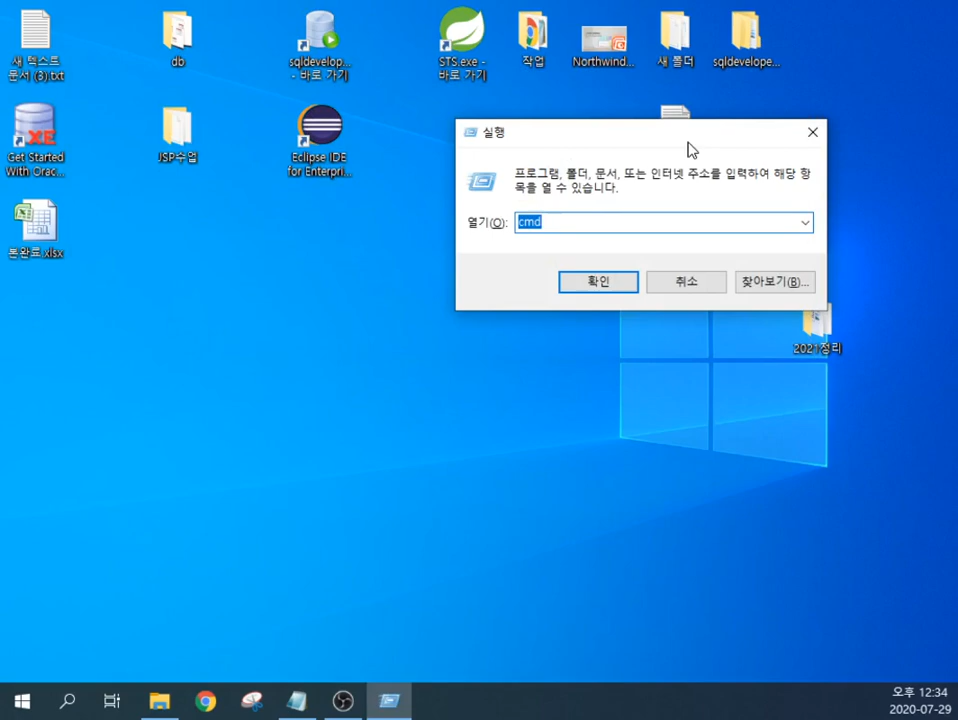 새 텍스트
문서 (3).txt
db
sqldevelop...
- 바로 가기
STS.exe -
바로 가기
작업
Northwind...
새 폴더
sqldevelope...
XE
Get Started
With Orac...
JSP수업
Eclipse IDE
for Enterpri...
본완료.xlsx
실행
프로그램, 폴더, 문서, 또는 인터넷 주소를 입력하여 해당 항
목을 열 수 있습니다.
열기(O):
cmd
확인
취소
찾아보기(B)...
2021정리
오후 12:34
2020-07-29